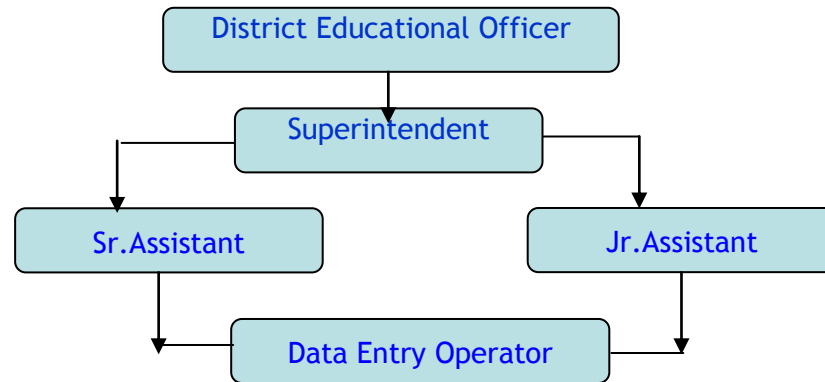 District Educational Officer
Superintendent
Sr.Assistant
Jr.Assistant
Data Entry Operator